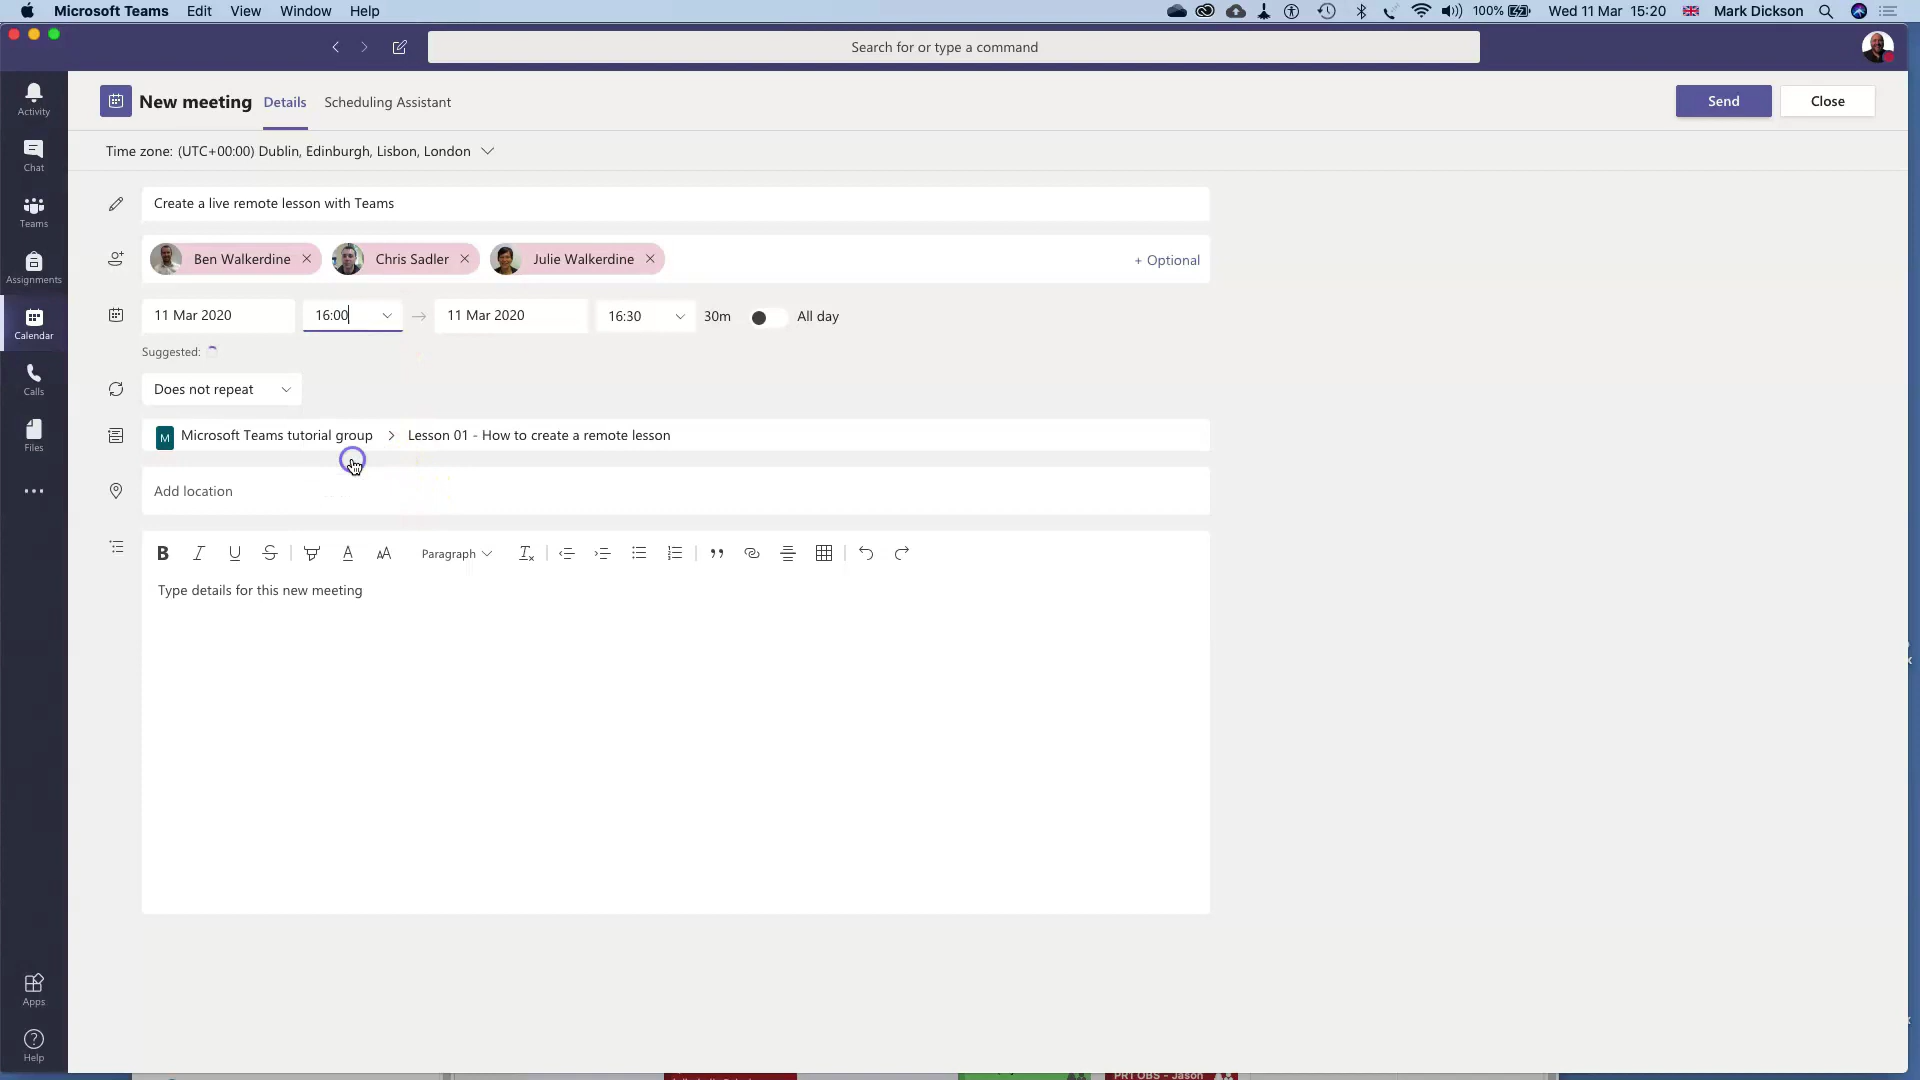 Microsoft Teams Edit View Window Help 100% Wed 11 Mar 15:20 Mark Dickson
Search for or type a command
Activity
Chat
Teams
Assignments
Calendar
Calls
Files
Apps
Help
New meeting Details Scheduling Assistant Send Close
Time zone: (UTC+00:00) Dublin, Edinburgh, Lisbon, London
Create a live remote lesson with Teams
Ben Walkerdine Chris Sadler Julie Walkerdine + Optional
11 Mar 2020 16:00 11 Mar 2020 16:30 30m All day
Suggested:
Does not repeat
M Microsoft Teams tutorial group > Lesson 01 - How to create a remote lesson
Add location
B I U S A AA Paragraph
Type details for this new meeting
PRT OBS - Jason